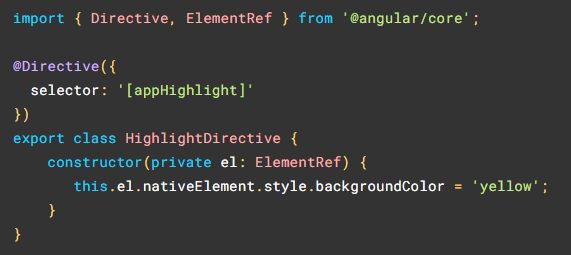 import { Directive, ElementRef } from '@angular/core';
@Directive({
  selector: '[appHighlight]'
})
export class HighlightDirective {
    constructor(private el: ElementRef) {
       this.el.nativeElement.style.backgroundColor = 'yellow';
    }
}